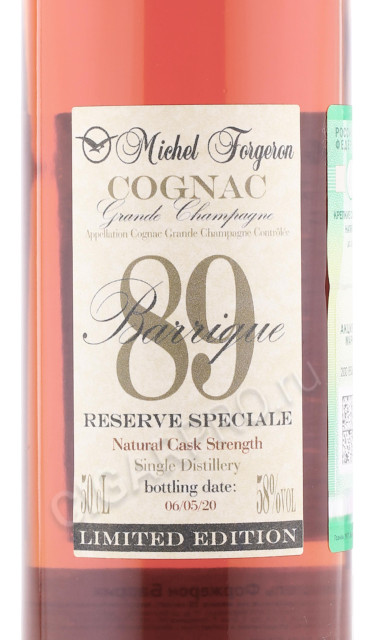 Michel Forgeron
COGNAC
Grande Champagne
Appellation Cognac Grande Champagne Contrôlée
89
Barrique
RESERVE SPECIALE
Natural Cask Strength
Single Distillery
50 cL
bottling date:
06/05/20
58%VOL
LIMITED EDITION